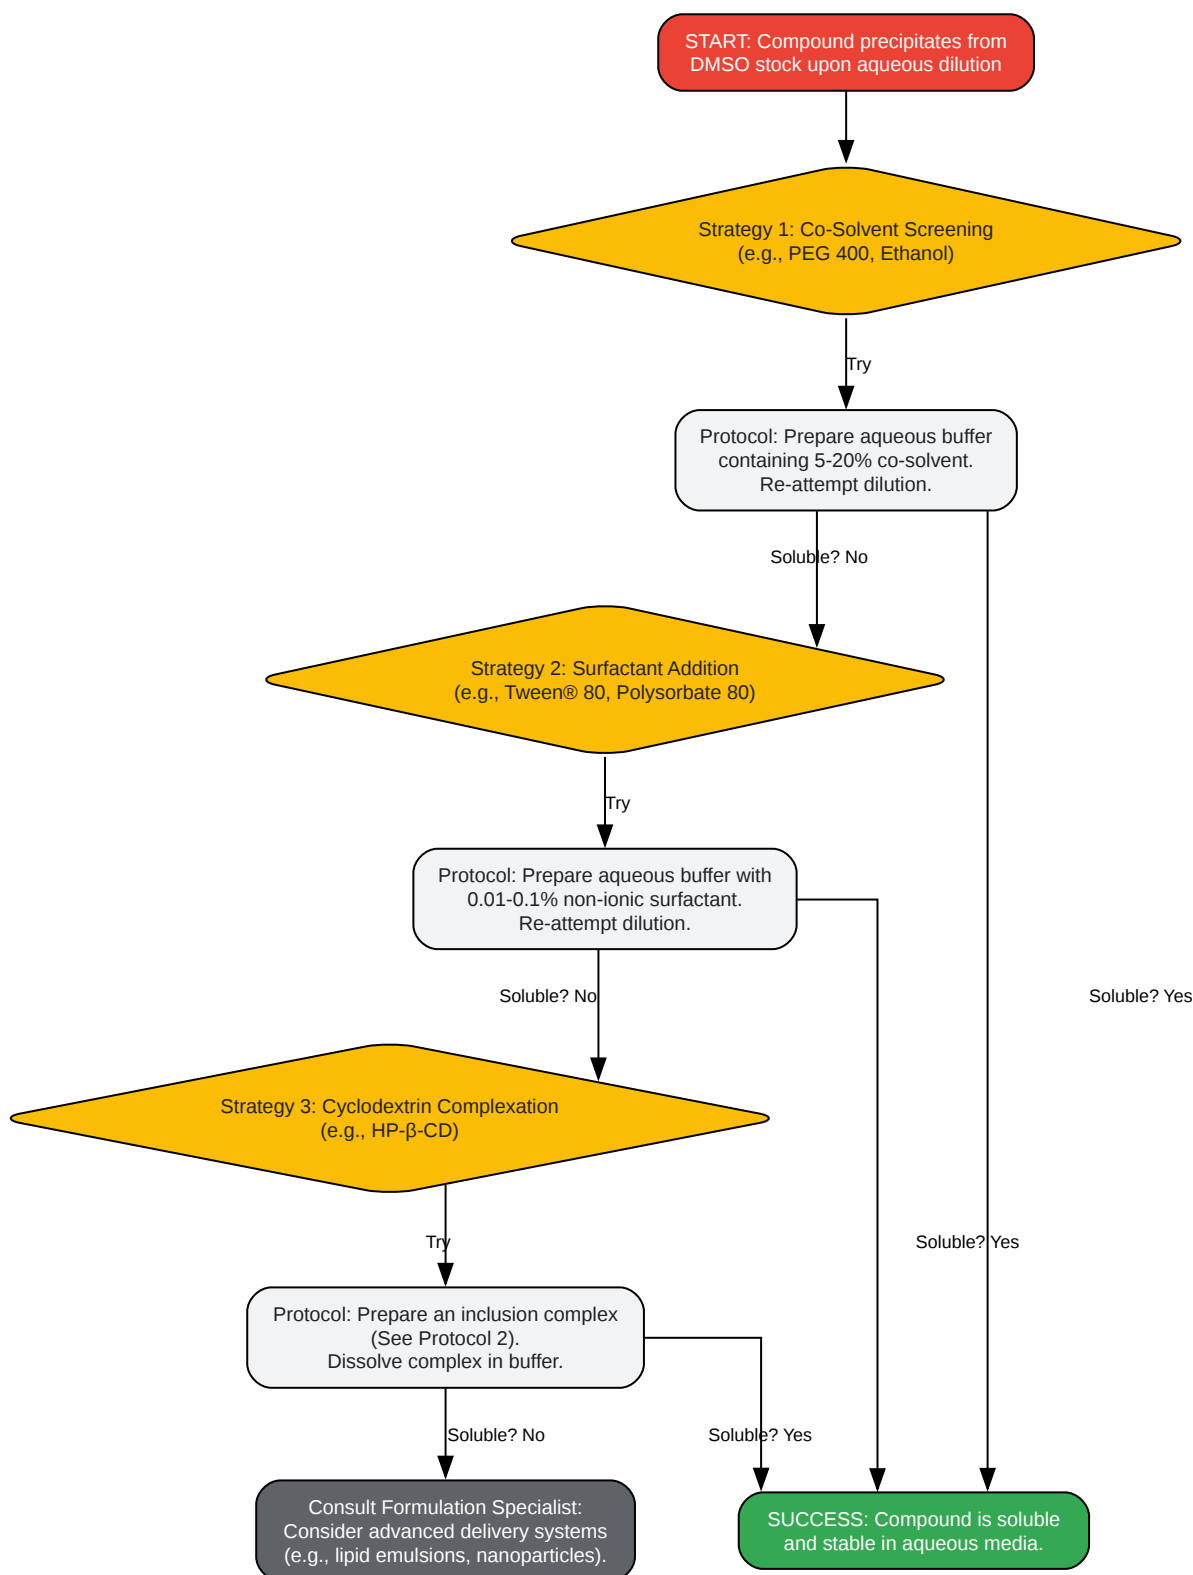 START: Compound precipitates from
DMSO stock upon aqueous dilution
Strategy 1: Co-Solvent Screening
(e.g., PEG 400, Ethanol)
Try
Protocol: Prepare aqueous buffer
containing 5-20% co-solvent.
Re-attempt dilution.
Soluble? No
Strategy 2: Surfactant Addition
(e.g., Tween® 80, Polysorbate 80)
Try
Protocol: Prepare aqueous buffer with
0.01-0.1% non-ionic surfactant.
Re-attempt dilution.
Soluble? No
Soluble? Yes
Strategy 3: Cyclodextrin Complexation
(e.g., HP-β-CD)
Try
Soluble? Yes
Protocol: Prepare an inclusion complex
(See Protocol 2).
Dissolve complex in buffer.
Soluble? No
Soluble? Yes
Consult Formulation Specialist:
Consider advanced delivery systems
(e.g., lipid emulsions, nanoparticles).
SUCCESS: Compound is soluble
and stable in aqueous media.